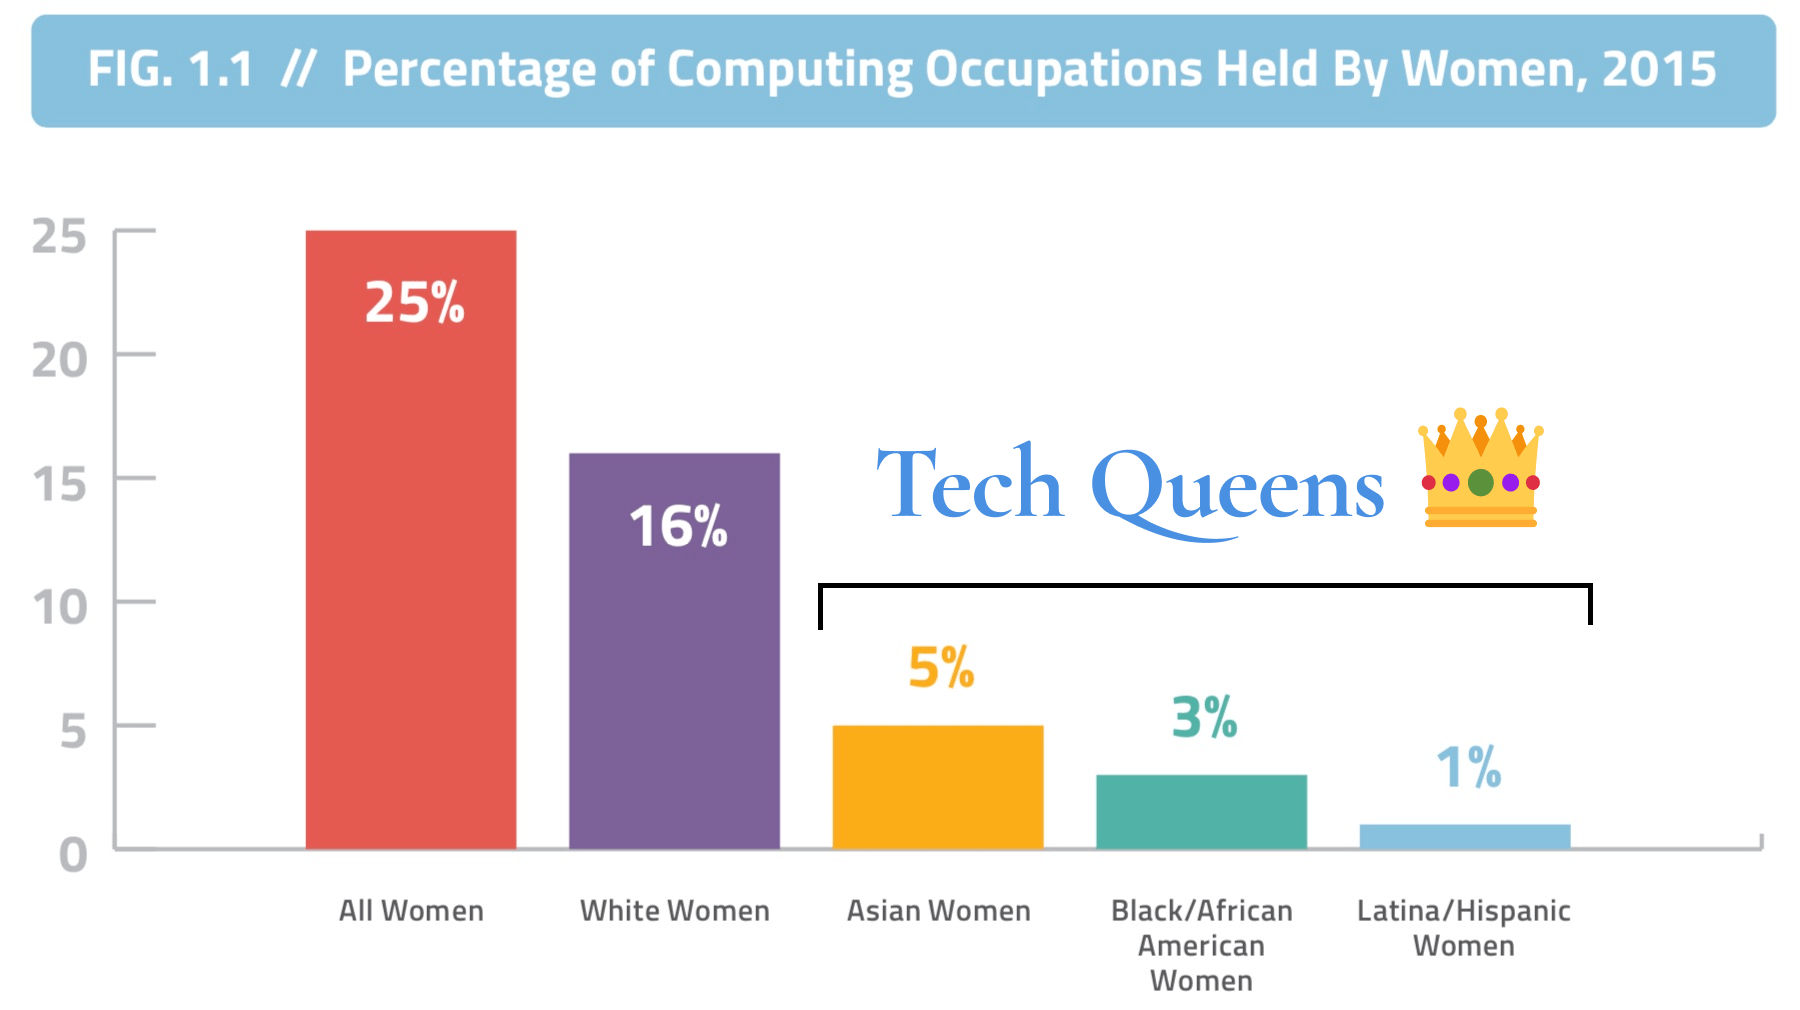 FIG. 1.1 // Percentage of Computing Occupations Held By Women, 2015
25
20
15
10
5
0
25%
16%
Tech Queens
5%
3%
1%
All Women
White Women
Asian Women
Black/African
American
Women
Latina/Hispanic
Women